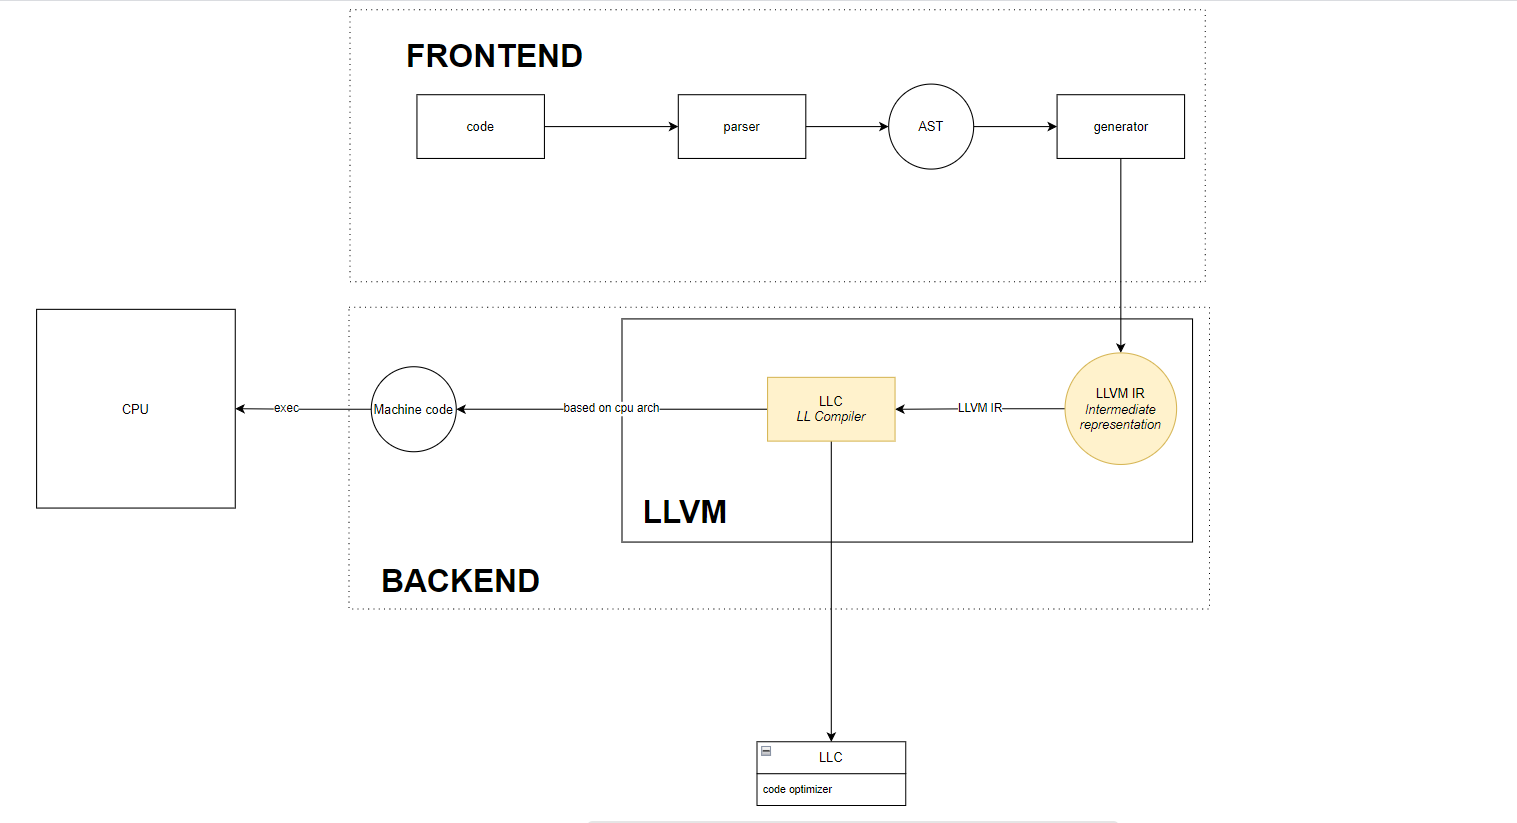 FRONTEND
code
parser
AST
generator
CPU
exec
Machine code
based on cpu arch
LLC
LL Compiler
LLVM IR
LLVM IR
Intermediate
representation
LLVM
BACKEND
LLC
code optimizer